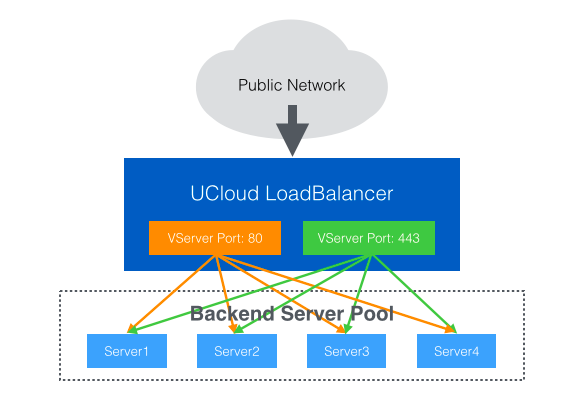 Public Network
UCloud LoadBalancer
VServer Port: 80
VServer Port: 443
Backend Server Pool
Server1
Server2
Server3
Server4